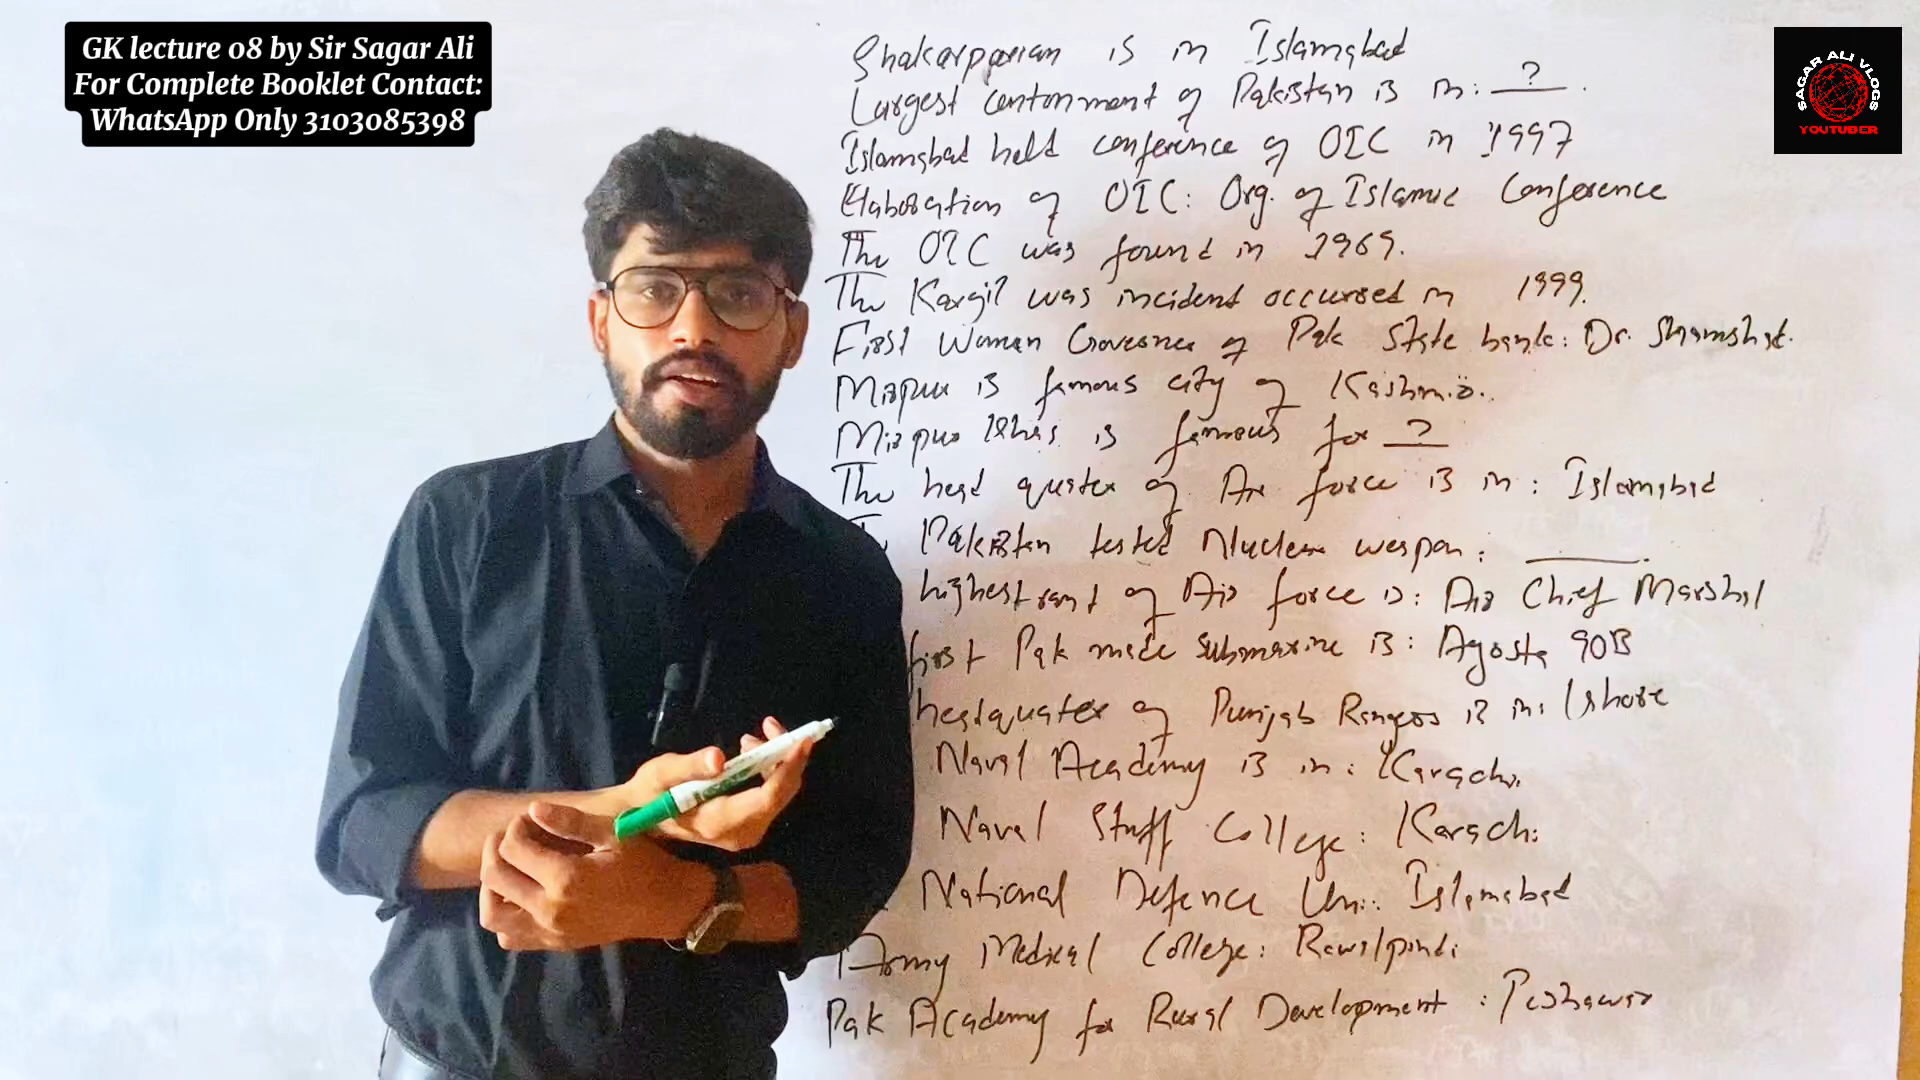 GK lecture 08 by Sir Sagar Ali
For Complete Booklet Contact:
WhatsApp Only 3103085398
SAGAR ALI VLOGS
YOUTUBER
Shakarparian is in Islamabad
Largest cantonment of Pakistan is in: ?
Islamabad held conference of OIC in 1997
Elaboration of OIC: Org. of Islamic Conference
The OIC was found in 1969.
The Kargil was incident occurred in 1999.
First Woman Governer of Pak State bank: Dr. Shamshat.
Mirpur is famous city of Kashmir.
Mirpur Khas is famous for ?
The head quater of Air force is in: Islamabad
Pakistan tested Nuclear weapon:
highest rank of Air force is: Air Chief Marshal
first Pak made submarine is: Agosta 90B
headquater of Punjab Rangers is in: Lahore
Naval Academy is in: Karachi
Naval Staff College: Karachi
National Defence Uni: Islamabad
Army Medical College: Rawalpindi
Pak Academy for Rural Development: Peshawar